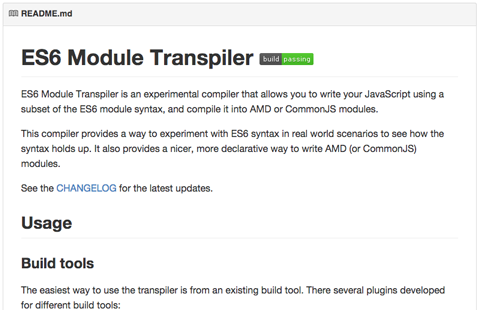 README.md
ES6 Module Transpiler build passing
ES6 Module Transpiler is an experimental compiler that allows you to write your JavaScript using a
subset of the ES6 module syntax, and compile it into AMD or CommonJS modules.
This compiler provides a way to experiment with ES6 syntax in real world scenarios to see how the
syntax holds up. It also provides a nicer, more declarative way to write AMD (or CommonJS)
modules.
See the CHANGELOG for the latest updates.
Usage
Build tools
The easiest way to use the transpiler is from an existing build tool. There several plugins developed
for different build tools: